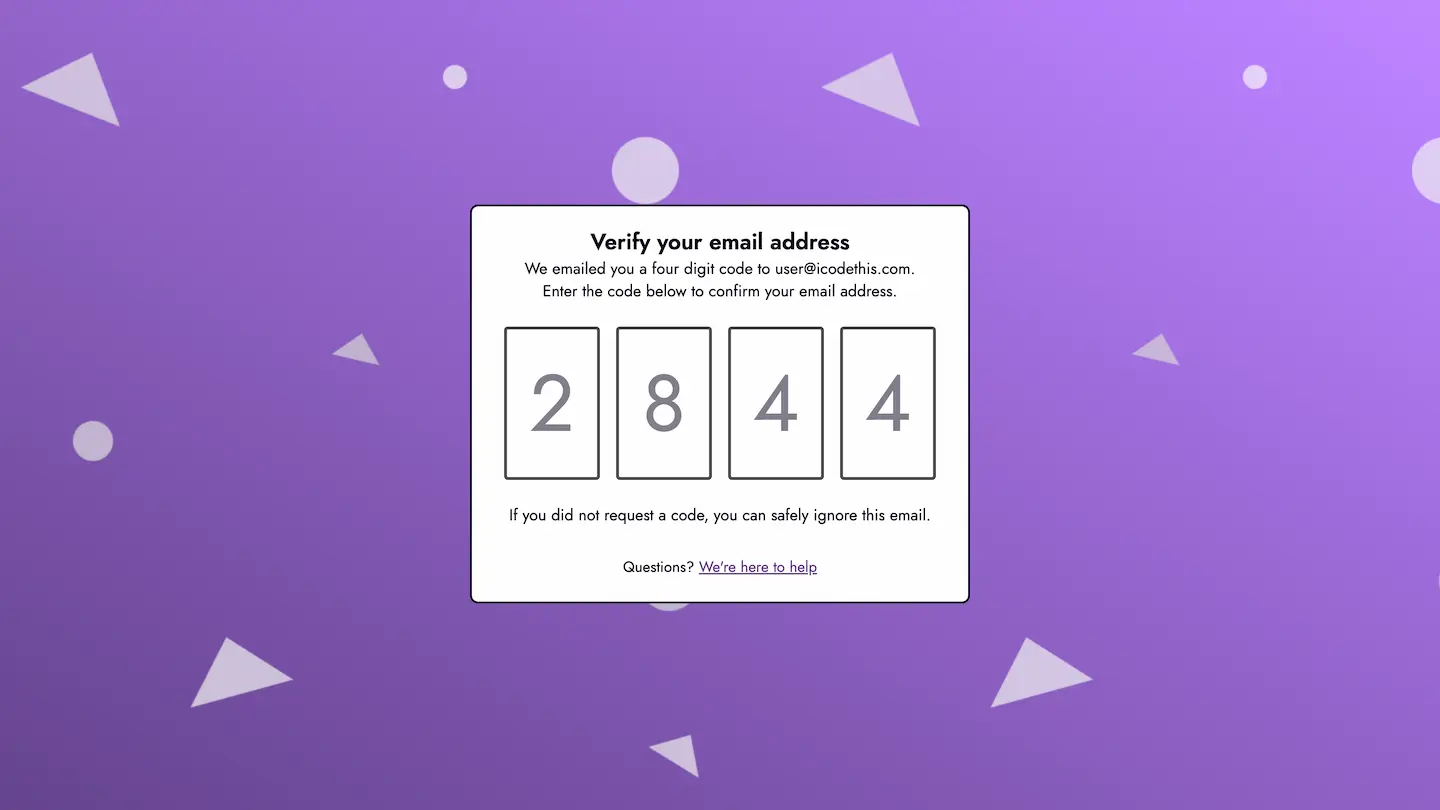 Verify your email address
We emailed you a four digit code to user@icodethis.com.
Enter the code below to confirm your email address.
2 8 4 4
If you did not request a code, you can safely ignore this email.
Questions? We're here to help